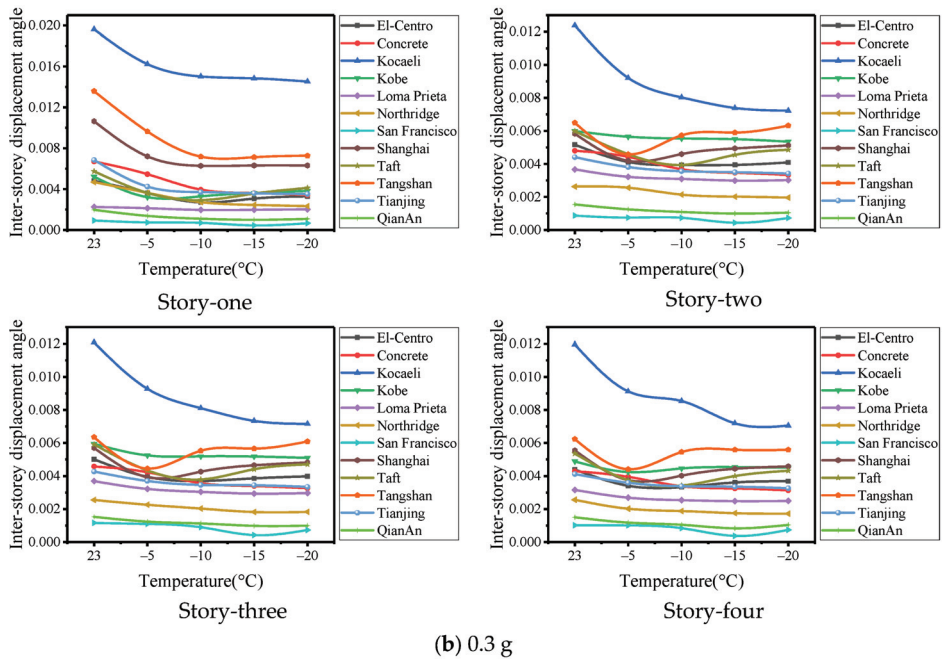 Inter-storey displacement angle
0.020
0.016
0.012
0.008
0.004
0.000
23
–5
–10
–15
–20
Temperature(°C)
El-Centro
Concrete
Kocaeli
Kobe
Loma Prieta
Northridge
San Francisco
Shanghai
Taft
Tangshan
Tianjing
QianAn
Story-one
Inter-storey displacement angle
0.012
0.010
0.008
0.006
0.004
0.002
0.000
23
–5
–10
–15
–20
Temperature(°C)
El-Centro
Concrete
Kocaeli
Kobe
Loma Prieta
Northridge
San Francisco
Shanghai
Taft
Tangshan
Tianjing
QianAn
Story-two
Inter-storey displacement angle
0.012
0.010
0.008
0.006
0.004
0.002
0.000
23
–5
–10
–15
–20
Temperature(°C)
El-Centro
Concrete
Kocaeli
Kobe
Loma Prieta
Northridge
San Francisco
Shanghai
Taft
Tangshan
Tianjing
QianAn
Story-three
Inter-storey displacement angle
0.012
0.010
0.008
0.006
0.004
0.002
0.000
23
–5
–10
–15
–20
Temperature(°C)
El-Centro
Concrete
Kocaeli
Kobe
Loma Prieta
Northridge
San Francisco
Shanghai
Taft
Tangshan
Tianjing
QianAn
Story-four
(b) 0.3 g